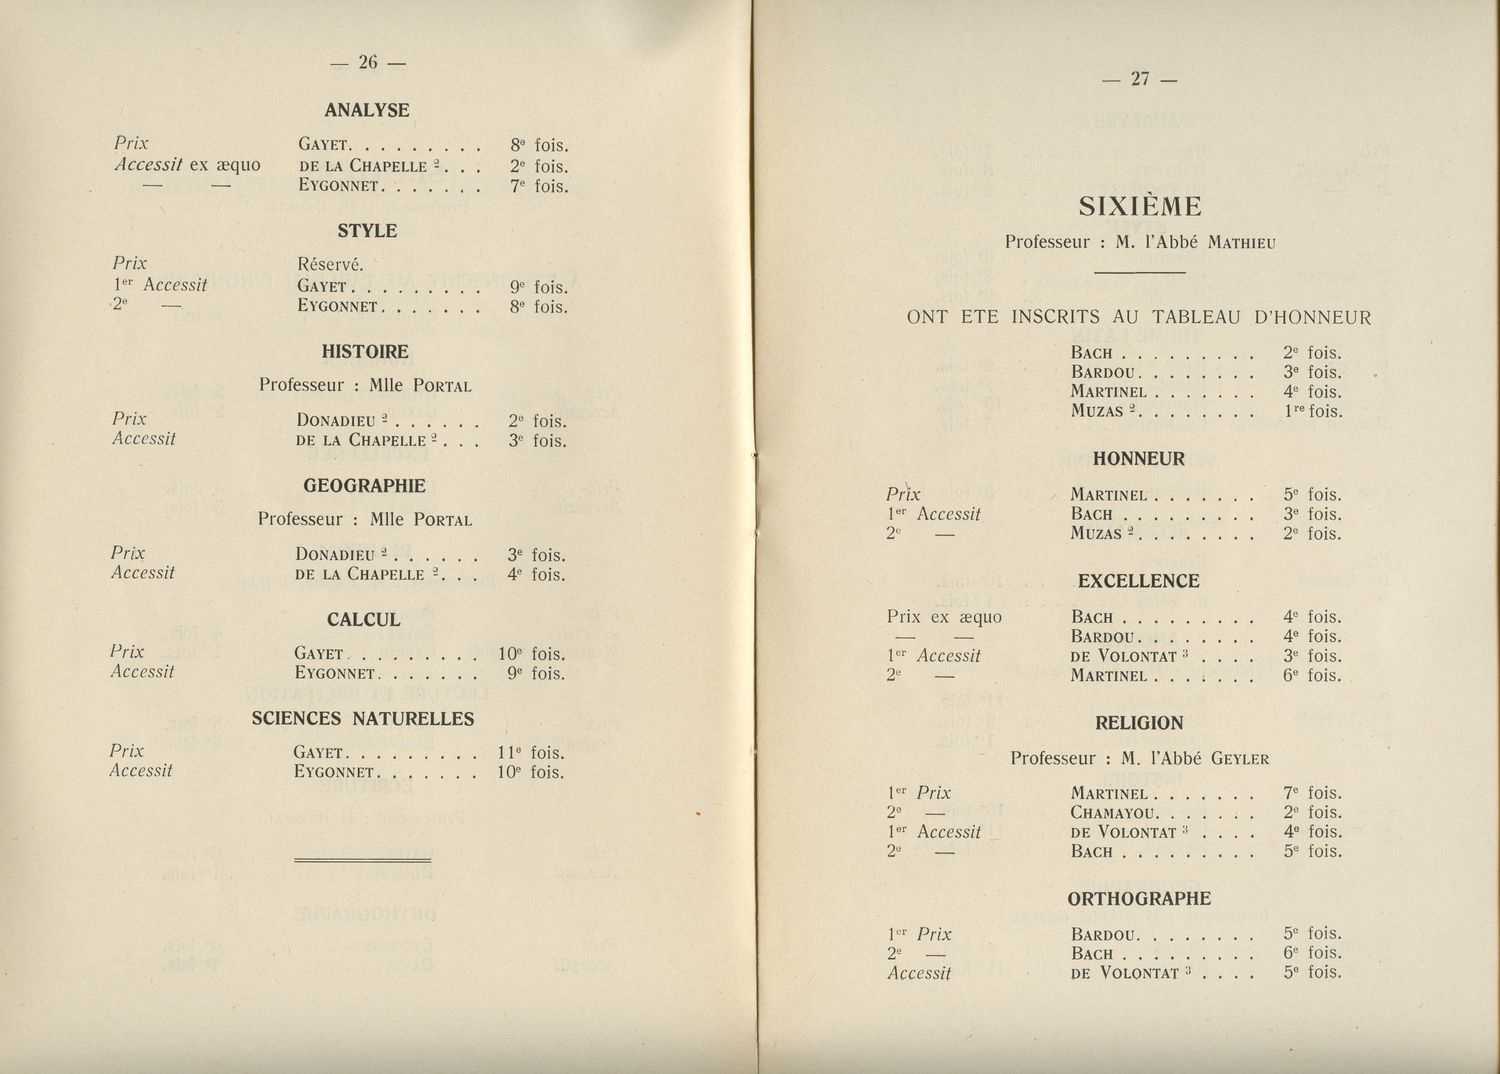 — 26 —
ANALYSE
Prix GAYET. . . . . . . . . 8e fois.
Accessit ex æquo DE LA CHAPELLE 2. . . 2e fois.
— — EYGONNET. . . . . . . 7e fois.
STYLE
Prix Réservé.
1er Accessit GAYET. . . . . . . . . 9e fois.
2e — EYGONNET. . . . . . . 8e fois.
HISTOIRE
Professeur : Mlle PORTAL
Prix DONADIEU 2. . . . . . 2e fois.
Accessit DE LA CHAPELLE 2. . . 3e fois.
GEOGRAPHIE
Professeur : Mlle PORTAL
Prix DONADIEU 2. . . . . . 3e fois.
Accessit DE LA CHAPELLE 2. . . 4e fois.
CALCUL
Prix GAYET. . . . . . . . . 10e fois.
Accessit EYGONNET. . . . . . . 9e fois.
SCIENCES NATURELLES
Prix GAYET. . . . . . . . . 11e fois.
Accessit EYGONNET. . . . . . . 10e fois.
— 27 —
SIXIÈME
Professeur : M. l'Abbé MATHIEU
ONT ETE INSCRITS AU TABLEAU D'HONNEUR
BACH . . . . . . . . . 2e fois.
BARDOU. . . . . . . . 3e fois.
MARTINEL . . . . . . . 4e fois.
MUZAS 2. . . . . . . . 1re fois.
HONNEUR
Prix MARTINEL . . . . . . . 5e fois.
1er Accessit BACH . . . . . . . . . 3e fois.
2e — MUZAS 2. . . . . . . . 2e fois.
EXCELLENCE
Prix ex æquo BACH . . . . . . . . . 4e fois.
— — BARDOU. . . . . . . . 4e fois.
1er Accessit DE VOLONTAT 3 . . . . 3e fois.
2e — MARTINEL . . . . . . . 6e fois.
RELIGION
Professeur : M. l'Abbé GEYLER
1er Prix MARTINEL . . . . . . . 7e fois.
2e — CHAMAYOU. . . . . . . 2e fois.
1er Accessit DE VOLONTAT 3 . . . . 4e fois.
2e — BACH . . . . . . . . . 5e fois.
ORTHOGRAPHE
1er Prix BARDOU. . . . . . . . 5e fois.
2e — BACH . . . . . . . . . 6e fois.
Accessit DE VOLONTAT 3 . . . . 5e fois.